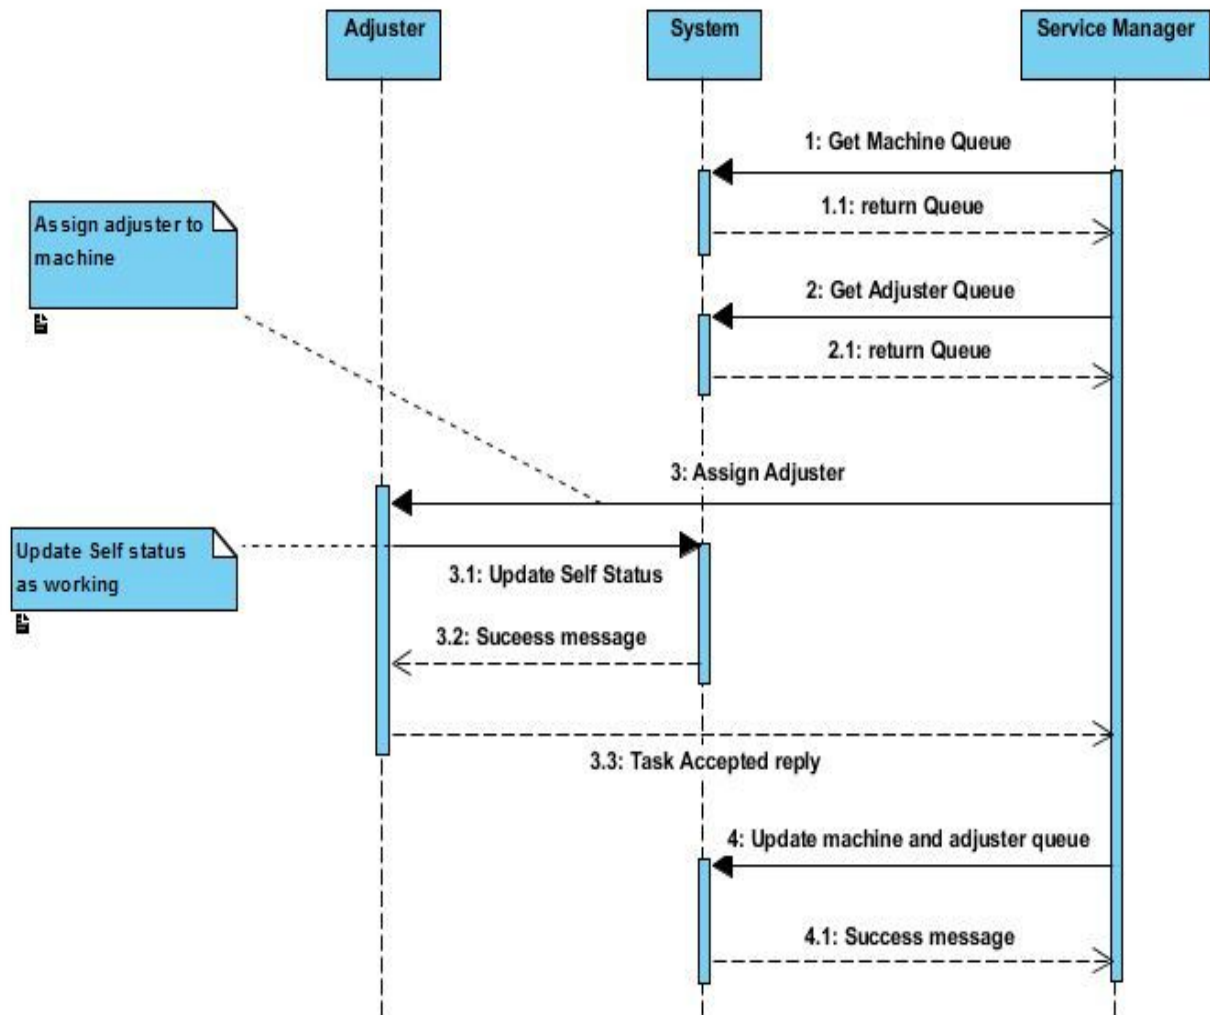 Adjuster
System
Service Manager
1: Get Machine Queue
1.1: return Queue
Assign adjuster to
machine
2: Get Adjuster Queue
2.1: return Queue
3: Assign Adjuster
Update Self status
as working
3.1: Update Self Status
3.2: Suceess message
3.3: Task Accepted reply
4: Update machine and adjuster queue
4.1: Success message